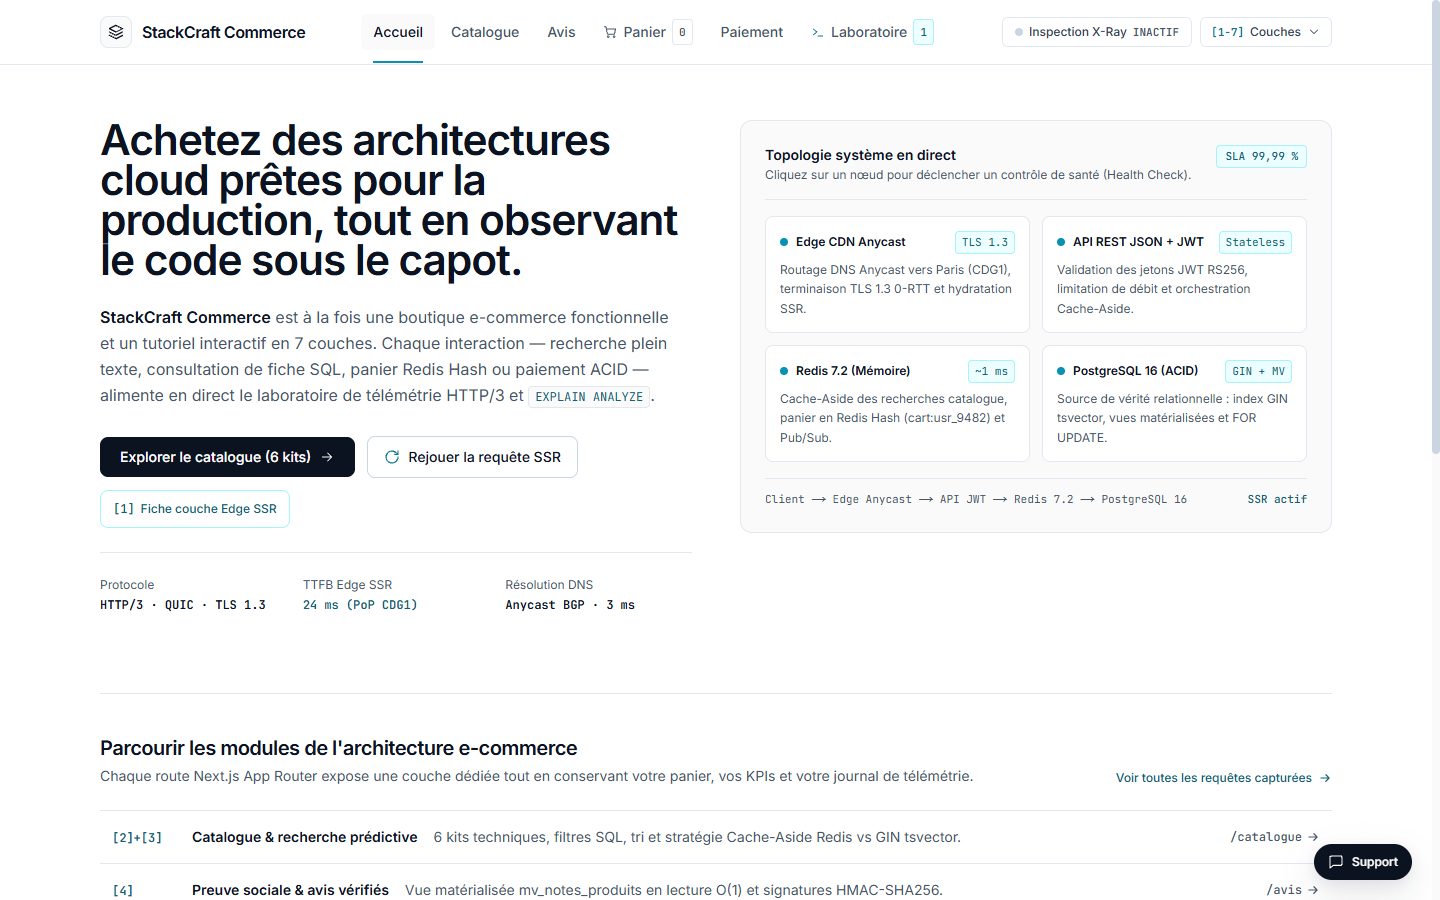 StackCraft Commerce
Accueil
Catalogue
Avis
Panier 0
Paiement
>_ Laboratoire 1
Inspection X-Ray INACTIF
[1-7] Couches
Achetez des architectures
cloud prêtes pour la
production, tout en observant
le code sous le capot.
StackCraft Commerce est à la fois une boutique e-commerce fonctionnelle
et un tutoriel interactif en 7 couches. Chaque interaction — recherche plein
texte, consultation de fiche SQL, panier Redis Hash ou paiement ACID —
alimente en direct le laboratoire de télémétrie HTTP/3 et EXPLAIN ANALYZE.
Explorer le catalogue (6 kits) →
Rejouer la requête SSR
[1] Fiche couche Edge SSR
Protocole
HTTP/3 · QUIC · TLS 1.3
TTFB Edge SSR
24 ms (PoP CDG1)
Résolution DNS
Anycast BGP · 3 ms
Topologie système en direct
SLA 99,99 %
Cliquez sur un nœud pour déclencher un contrôle de santé (Health Check).
Edge CDN Anycast
TLS 1.3
Routage DNS Anycast vers Paris (CDG1),
terminaison TLS 1.3 0-RTT et hydratation
SSR.
API REST JSON + JWT
Stateless
Validation des jetons JWT RS256,
limitation de débit et orchestration
Cache-Aside.
Redis 7.2 (Mémoire)
~1 ms
Cache-Aside des recherches catalogue,
panier en Redis Hash (cart:usr_9482) et
Pub/Sub.
PostgreSQL 16 (ACID)
GIN + MV
Source de vérité relationnelle : index GIN
tsvector, vues matérialisées et FOR
UPDATE.
Client → Edge Anycast → API JWT → Redis 7.2 → PostgreSQL 16
SSR actif
Parcourir les modules de l'architecture e-commerce
Chaque route Next.js App Router expose une couche dédiée tout en conservant votre panier, vos KPIs et votre journal de télémétrie.
Voir toutes les requêtes capturées →
[2]+[3] Catalogue & recherche prédictive 6 kits techniques, filtres SQL, tri et stratégie Cache-Aside Redis vs GIN tsvector. /catalogue →
[4] Preuve sociale & avis vérifiés Vue matérialisée mv_notes_produits en lecture O(1) et signatures HMAC-SHA256. /avis →
Support